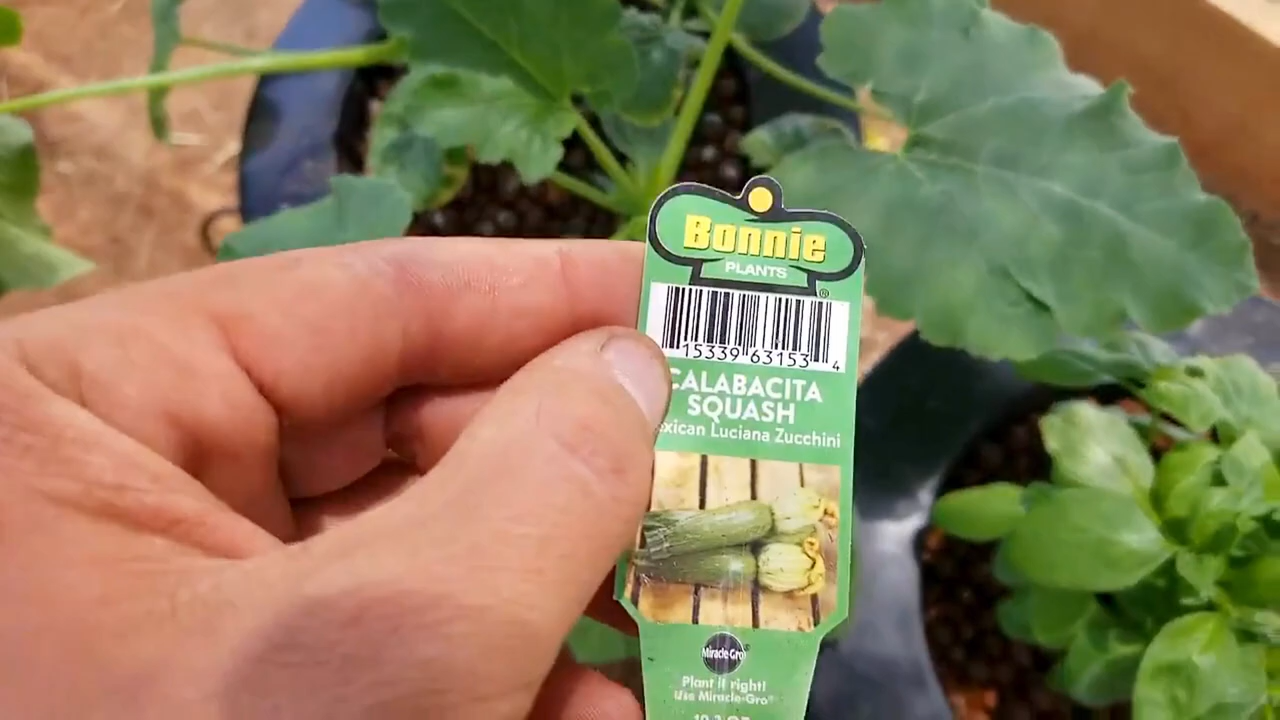 Bonnie
PLANTS
15339 63153 4
CALABACITA
SQUASH
Luciana Zucchini
Miracle-Gro
Plant it right!
Use Miracle-Gro®